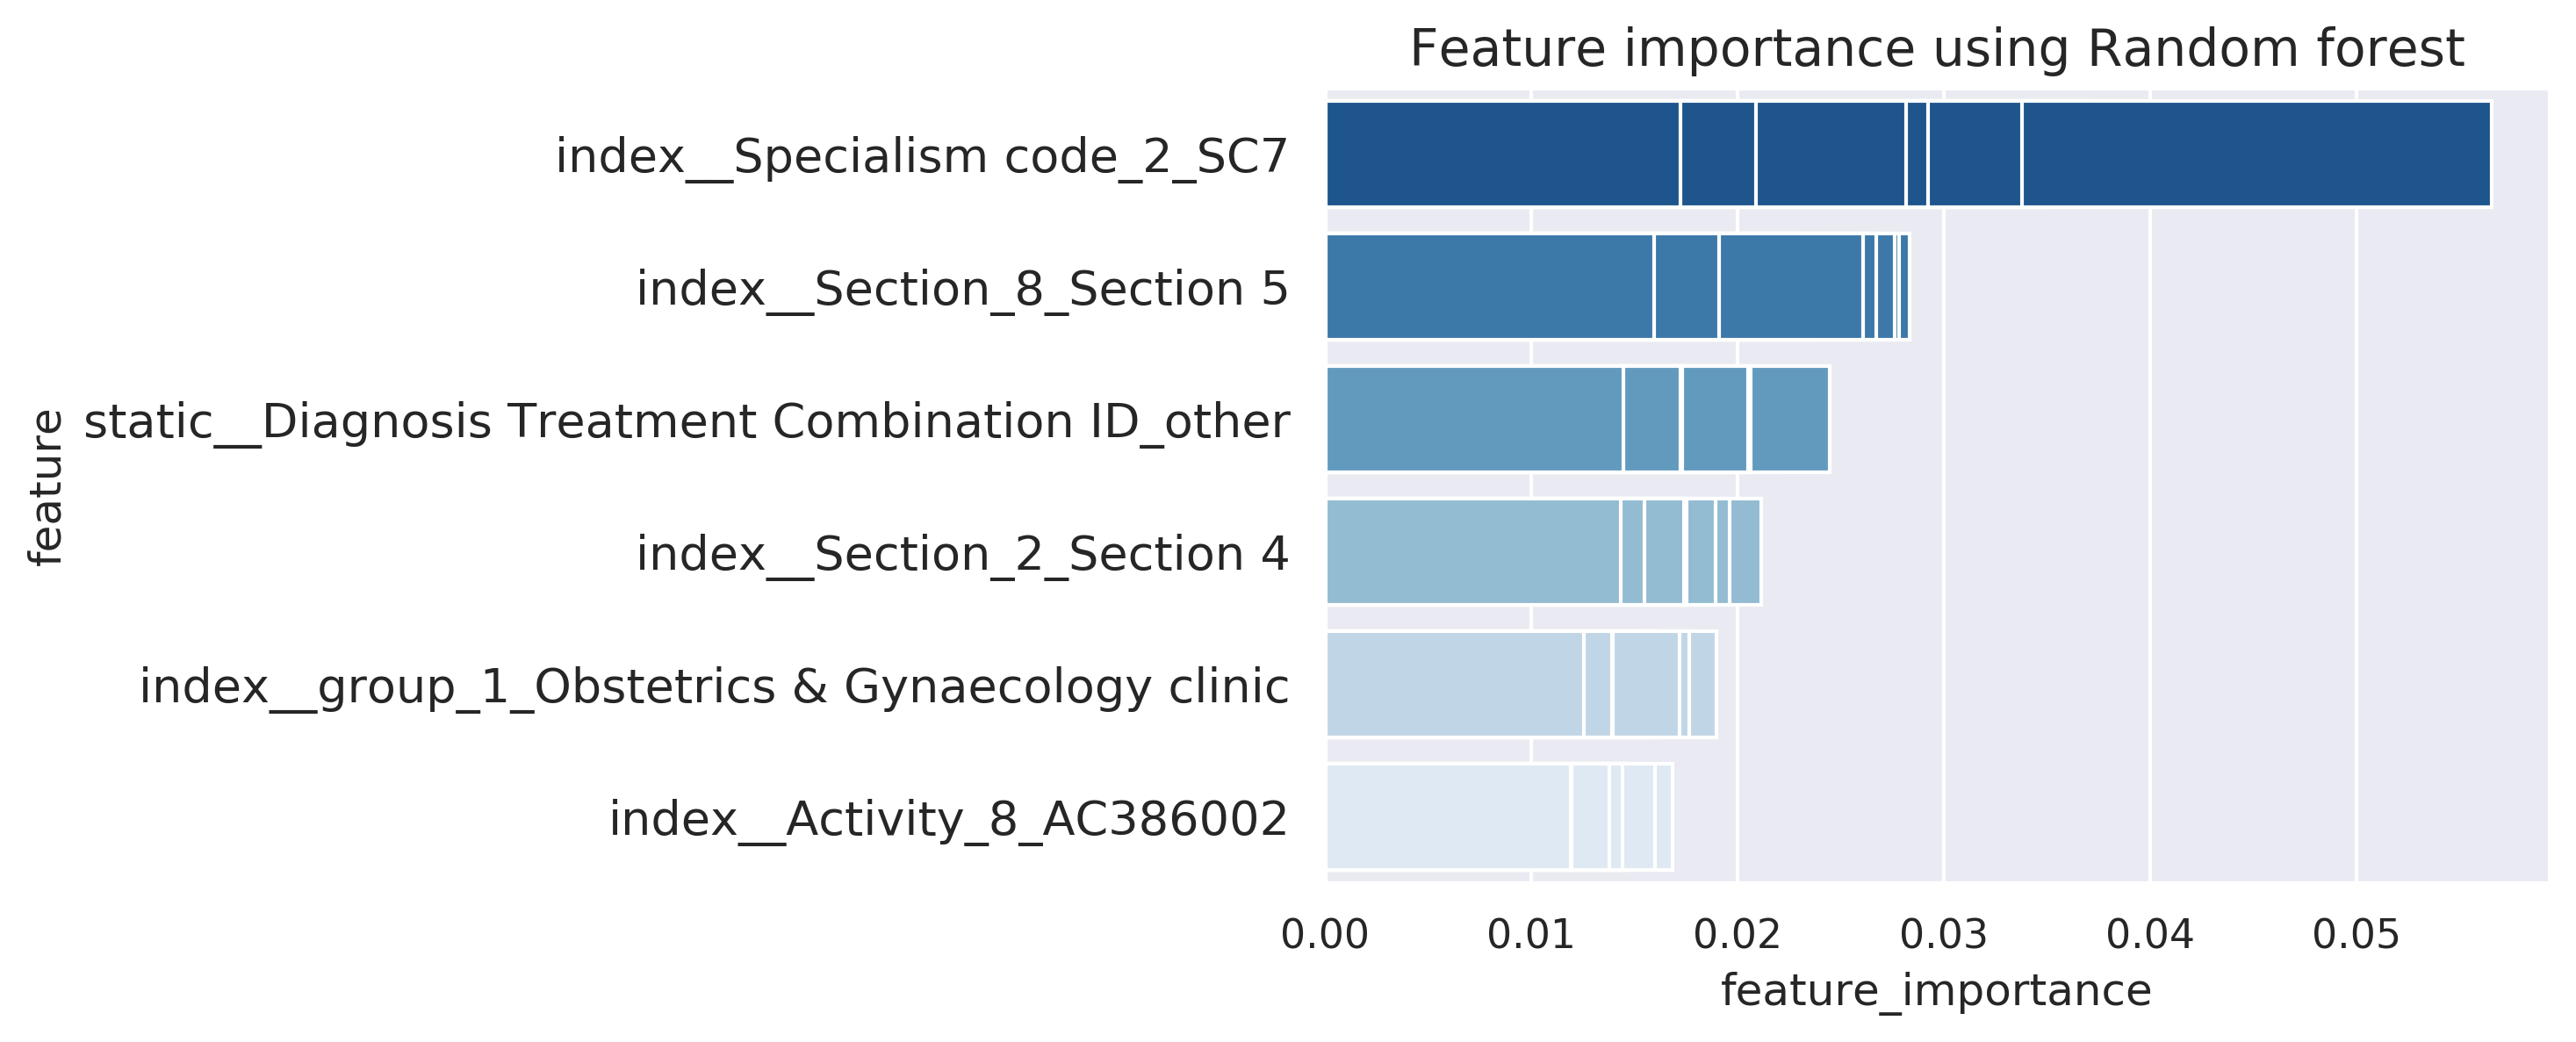 Feature importance using Random forest
feature
index__Specialism code_2_SC7
index__Section_8_Section 5
static__Diagnosis Treatment Combination ID_other
index__Section_2_Section 4
index__group_1_Obstetrics & Gynaecology clinic
index__Activity_8_AC386002
0.00 0.01 0.02 0.03 0.04 0.05
feature_importance